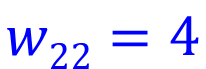 w₂₂ = 4